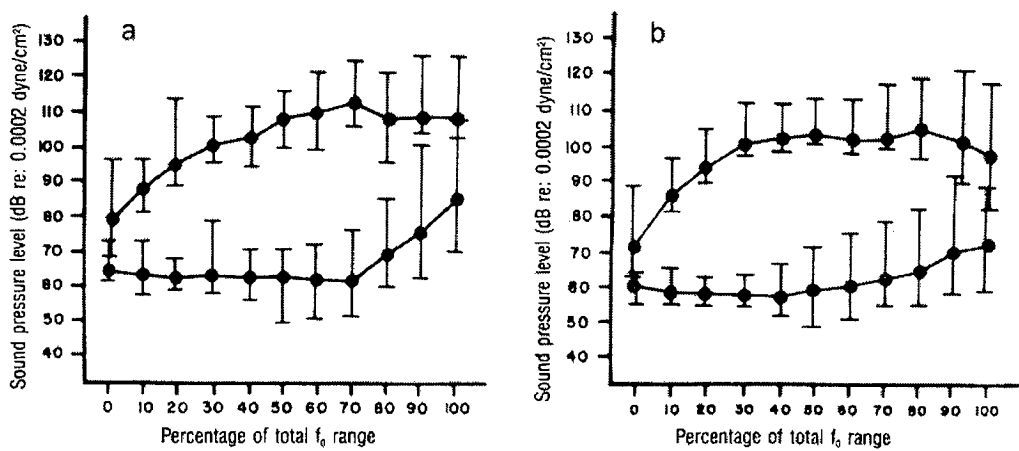 a
Sound pressure level (dB re: 0.0002 dyne/cm²)
130
120
110
100
90
80
70
60
50
40
0 10 20 30 40 50 60 70 80 90 100
Percentage of total f₀ range
b
Sound pressure level (dB re: 0.0002 dyne/cm²)
130
120
110
100
90
80
70
60
50
40
0 10 20 30 40 50 60 70 80 90 100
Percentage of total f₀ range